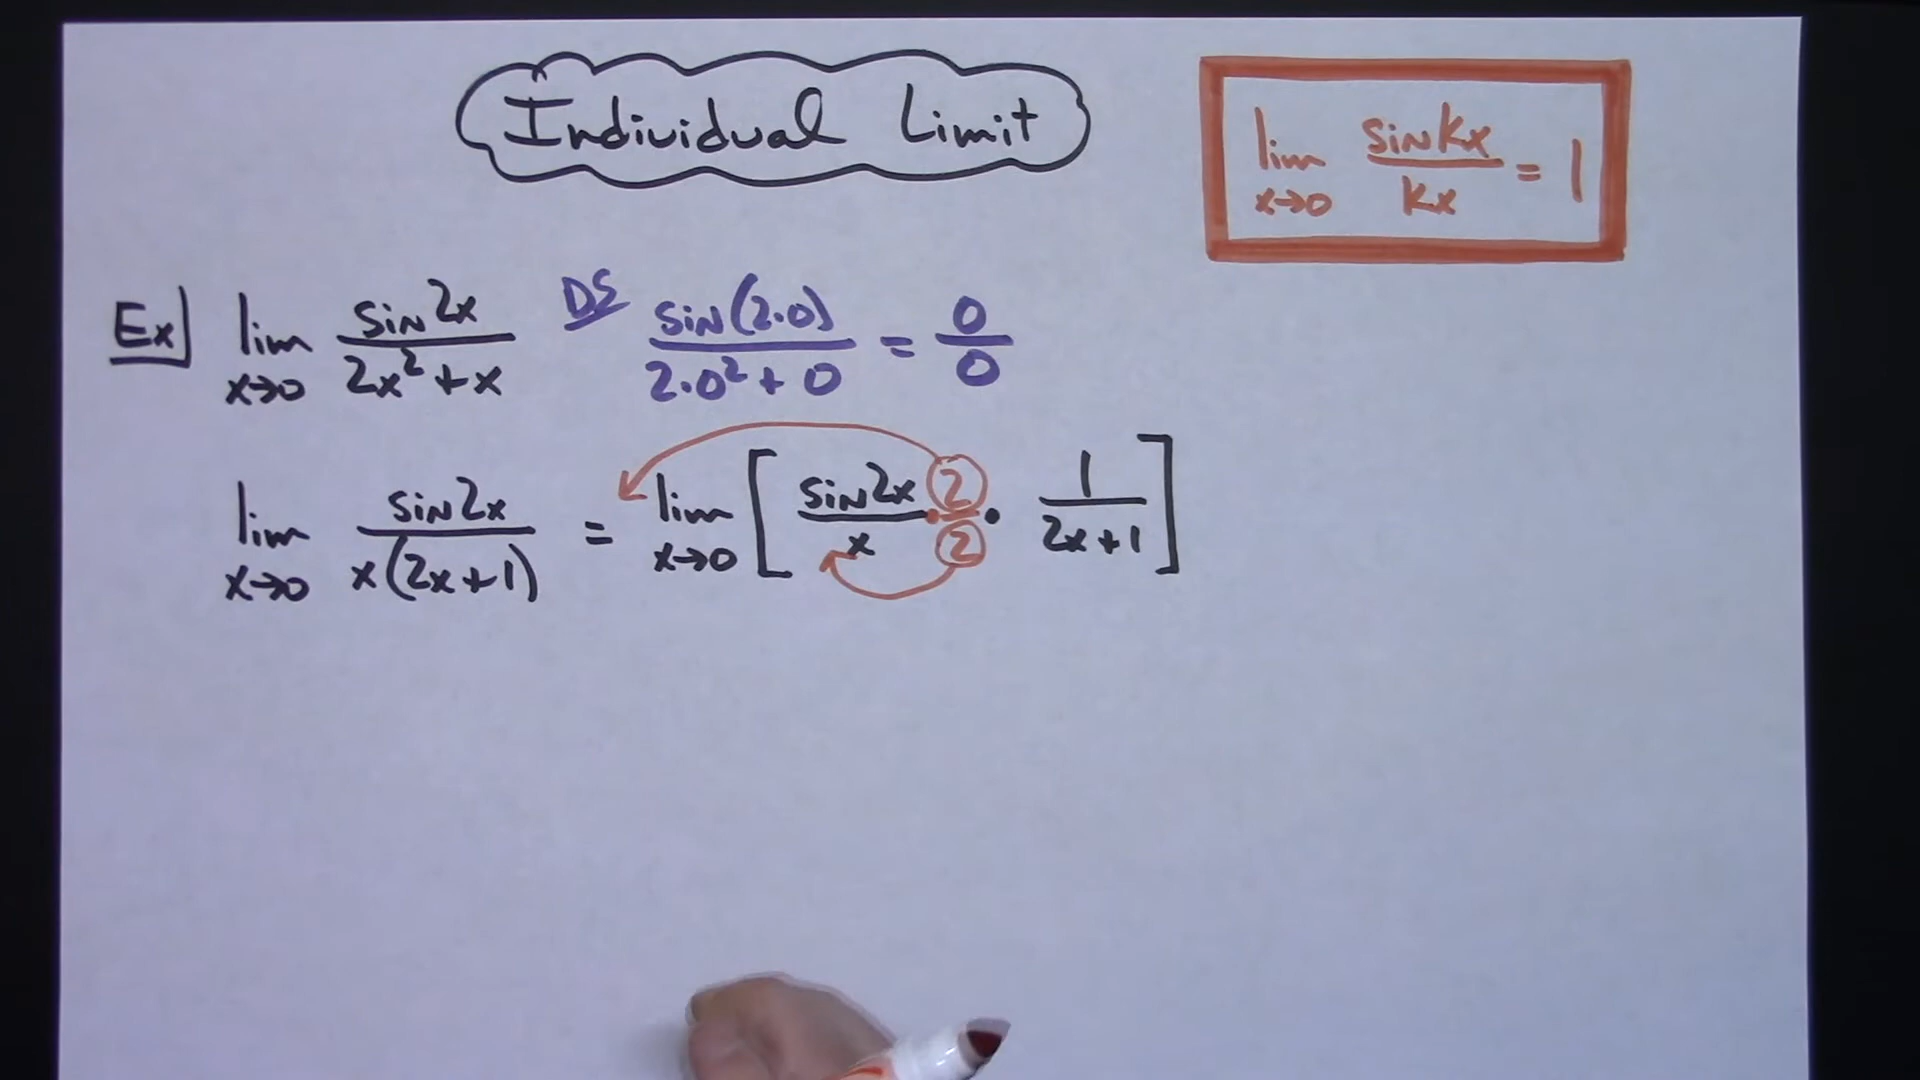 Individual Limit
lim x→0 sin kx / kx = 1
Ex] lim x→0 sin 2x / 2x² + x DS sin(2·0) / 2·0² + 0 = 0 / 0
lim x→0 sin 2x / x(2x+1) = lim x→0 [ sin 2x / x · 2 / 2 · 1 / 2x+1 ]